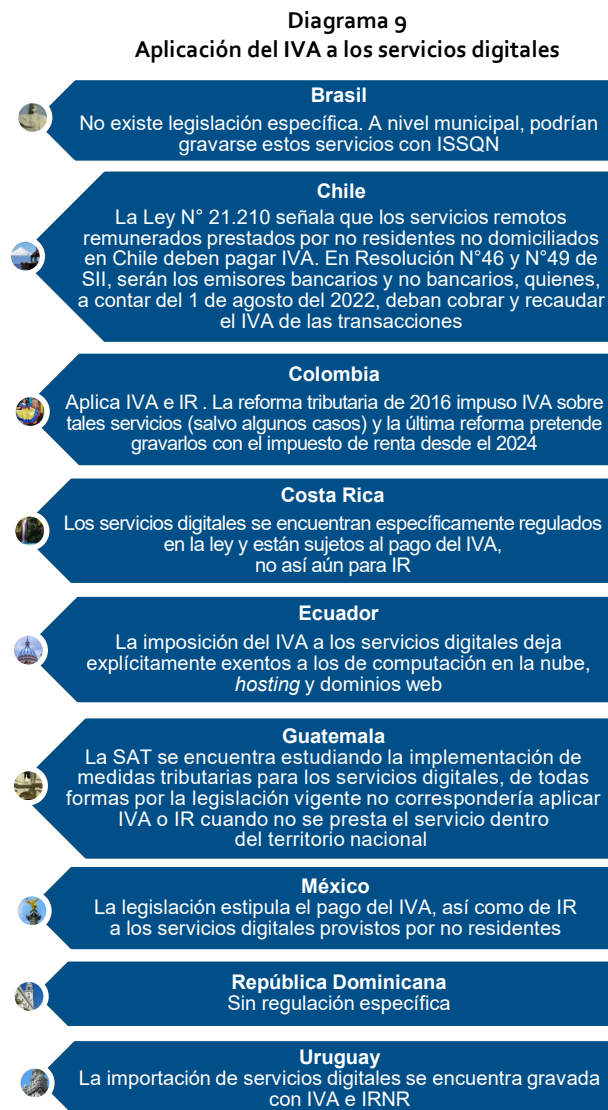 Diagrama 9
Aplicación del IVA a los servicios digitales
Brasil
No existe legislación específica. A nivel municipal, podrían
gravarse estos servicios con ISSQN
Chile
La Ley N° 21.210 señala que los servicios remotos
remunerados prestados por no residentes no domiciliados
en Chile deben pagar IVA. En Resolución N°46 y N°49 de
SII, serán los emisores bancarios y no bancarios, quienes,
a contar del 1 de agosto del 2022, deban cobrar y recaudar
el IVA de las transacciones
Colombia
Aplica IVA e IR . La reforma tributaria de 2016 impuso IVA sobre
tales servicios (salvo algunos casos) y la última reforma pretende
gravarlos con el impuesto de renta desde el 2024
Costa Rica
Los servicios digitales se encuentran específicamente regulados
en la ley y están sujetos al pago del IVA,
no así aún para IR
Ecuador
La imposición del IVA a los servicios digitales deja
explícitamente exentos a los de computación en la nube,
hosting y dominios web
Guatemala
La SAT se encuentra estudiando la implementación de
medidas tributarias para los servicios digitales, de todas
formas por la legislación vigente no correspondería aplicar
IVA o IR cuando no se presta el servicio dentro
del territorio nacional
México
La legislación estipula el pago del IVA, así como de IR
a los servicios digitales provistos por no residentes
República Dominicana
Sin regulación específica
Uruguay
La importación de servicios digitales se encuentra gravada
con IVA e IRNR